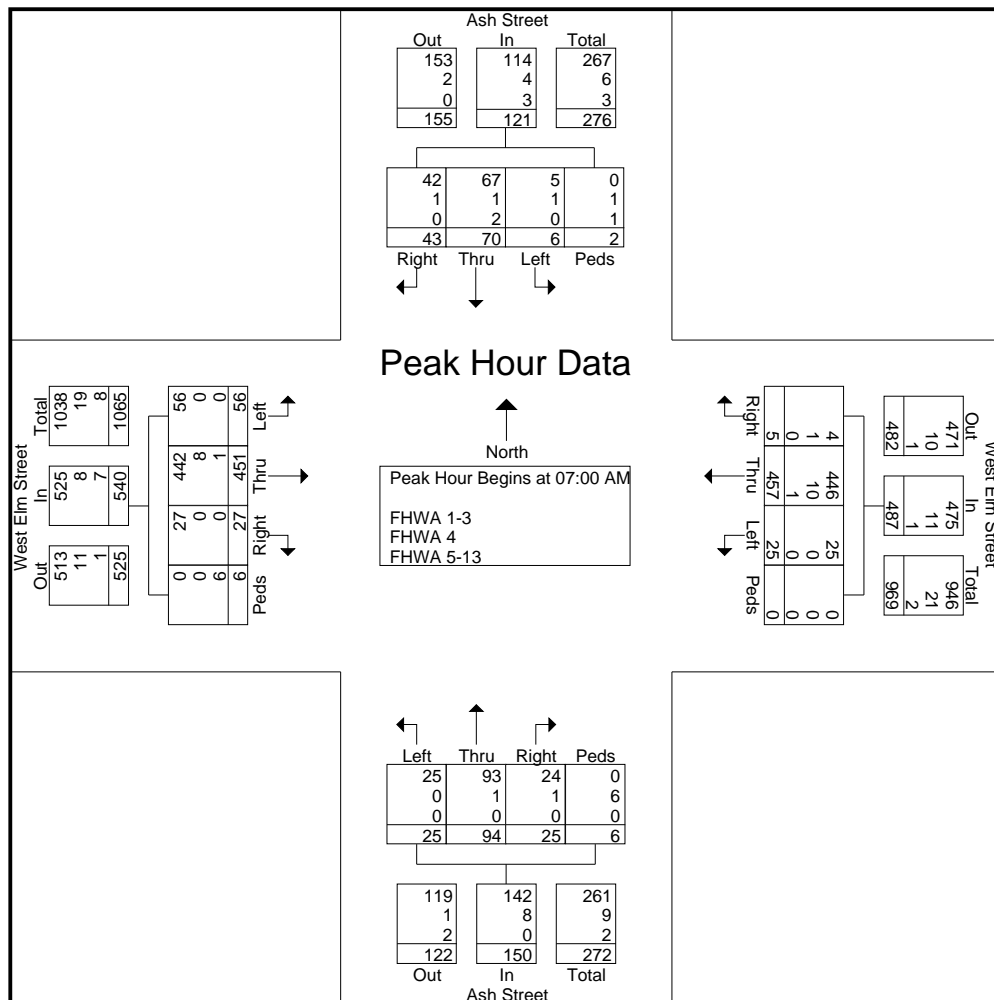 Ash Street
Out In Total
153 114 267
2 4 6
0 3 3
155 121 276
42 67 5 0
1 1 1 1
0 2 0 1
43 70 6 2
Right Thru Left Peds
Peak Hour Data
North
Peak Hour Begins at 07:00 AM
FHWA 1-3
FHWA 4
FHWA 5-13
West Elm Street
Total In Out
1038 525 513
19 8 11
8 7 1
1065 540 525
56 442 27 0
0 8 0 0
0 1 0 6
56 451 27 6
Left Thru Right Peds
West Elm Street
Out In Total
471 475 946
10 11 21
1 1 2
482 487 969
4 446 25 0
1 10 0 0
0 1 0 0
5 457 25 0
Right Thru Left Peds
Left Thru Right Peds
25 93 24 0
0 1 1 6
0 0 0 0
25 94 25 6
119 142 261
1 8 9
2 0 2
122 150 272
Out In Total
Ash Street